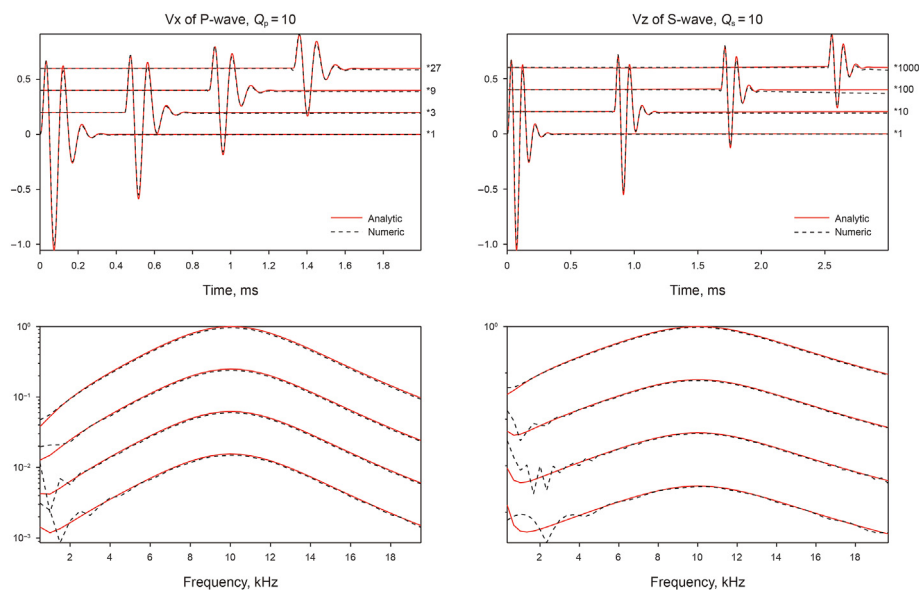 Vx of P-wave, Qp = 10
0.5
0
−0.5
−1.0
*27
*9
*3
*1
Analytic
Numeric
0 0.2 0.4 0.6 0.8 1 1.2 1.4 1.6 1.8
Time, ms
Vz of S-wave, Qs = 10
0.5
0
−0.5
−1.0
*1000
*100
*10
*1
Analytic
Numeric
0 0.5 1.0 1.5 2.0 2.5
Time, ms
10⁰
10⁻¹
10⁻²
10⁻³
2 4 6 8 10 12 14 16 18
Frequency, kHz
10⁰
2 4 6 8 10 12 14 16 18
Frequency, kHz